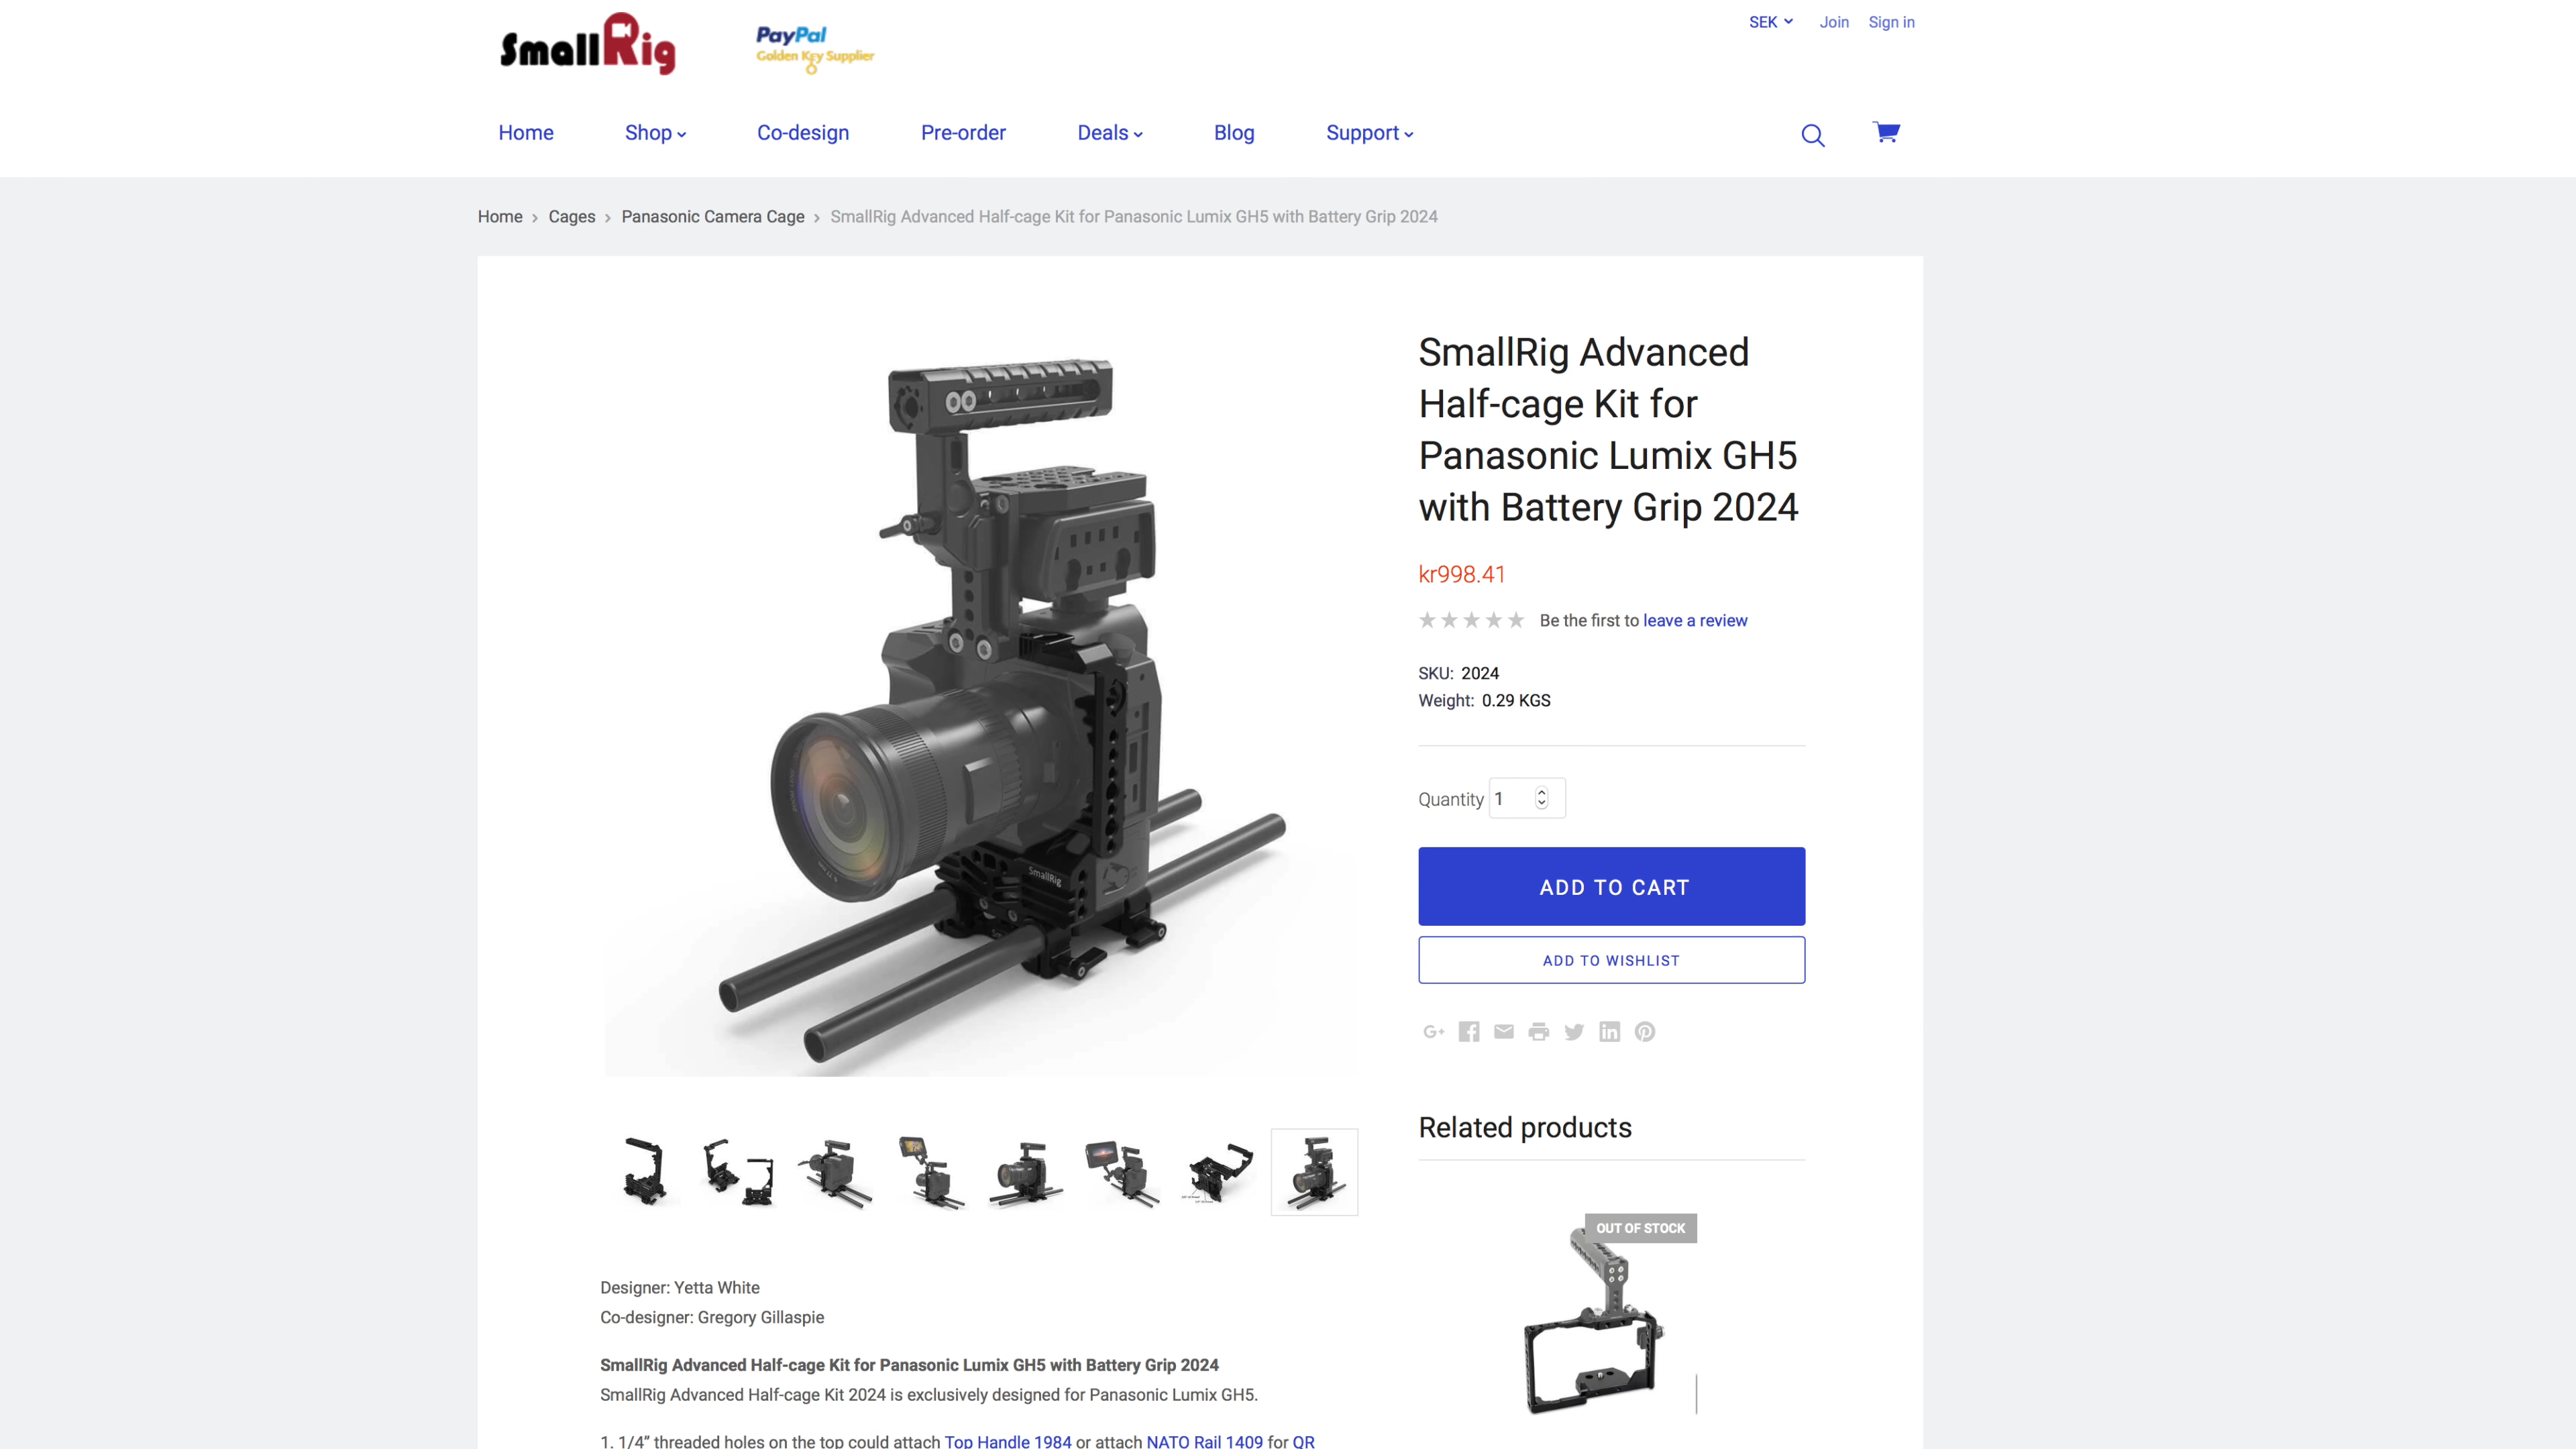 SmallRig
PayPal
Golden Key Supplier
SEK Join Sign in
Home Shop Co-design Pre-order Deals Blog Support
Home › Cages › Panasonic Camera Cage › SmallRig Advanced Half-cage Kit for Panasonic Lumix GH5 with Battery Grip 2024
SmallRig Advanced
Half-cage Kit for
Panasonic Lumix GH5
with Battery Grip 2024
kr998.41
Be the first to leave a review
SKU: 2024
Weight: 0.29 KGS
Quantity 1
ADD TO CART
ADD TO WISHLIST
SmallRig
Related products
OUT OF STOCK
Designer: Yetta White
Co-designer: Gregory Gillaspie
SmallRig Advanced Half-cage Kit for Panasonic Lumix GH5 with Battery Grip 2024
SmallRig Advanced Half-cage Kit 2024 is exclusively designed for Panasonic Lumix GH5.
1. 1/4” threaded holes on the top could attach Top Handle 1984 or attach NATO Rail 1409 for QR